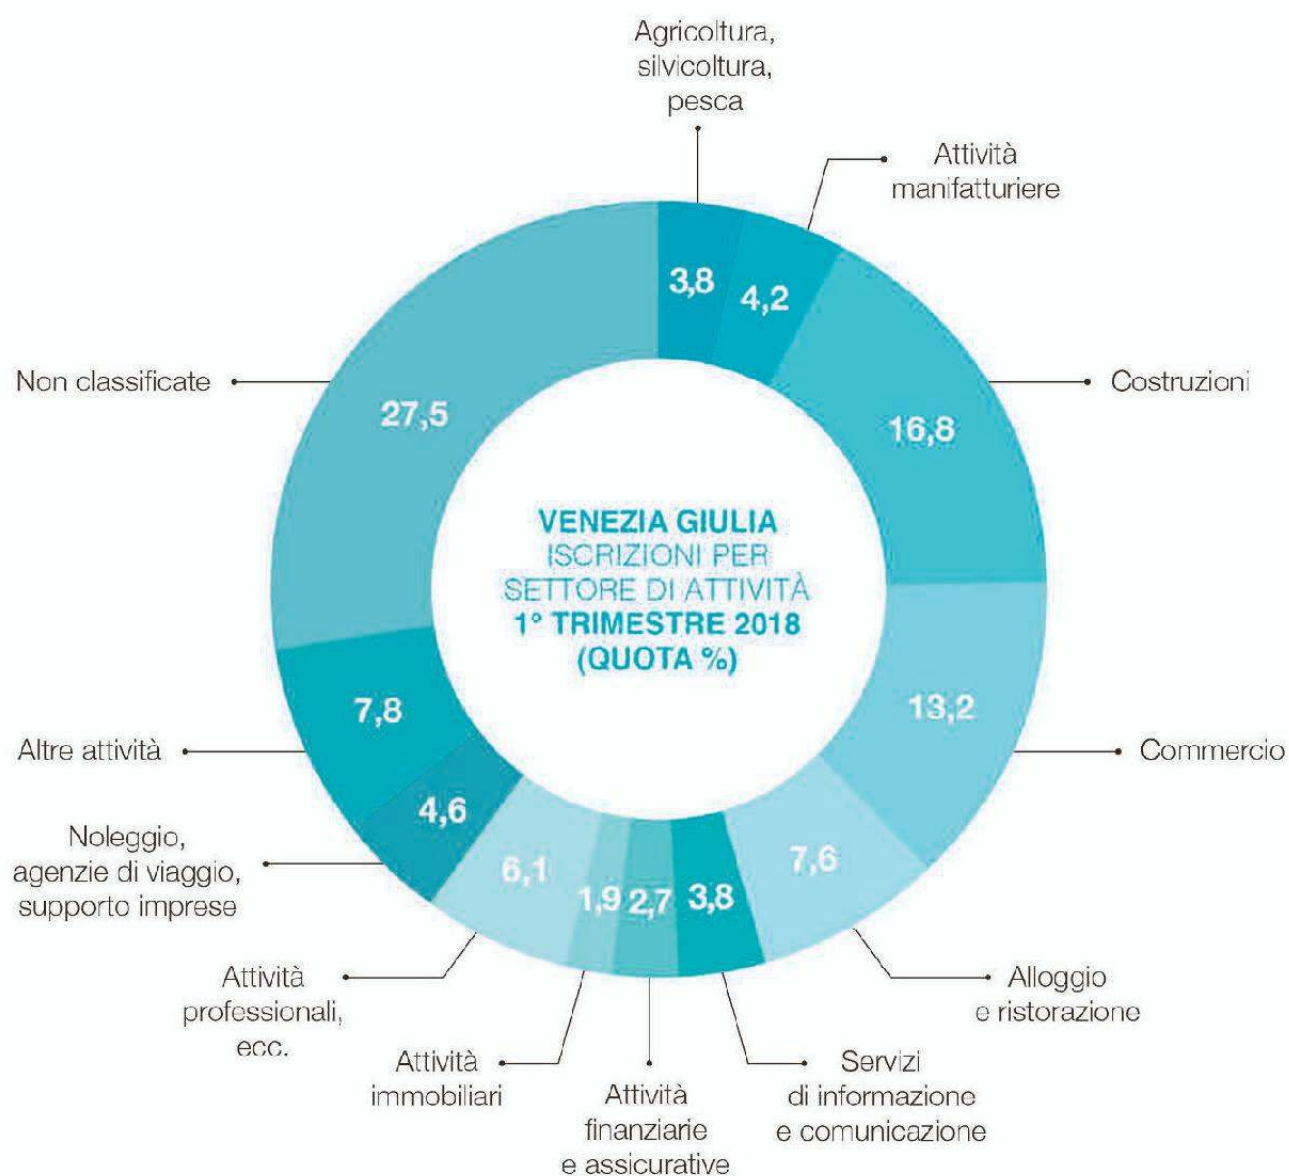 Agricoltura,
silvicoltura,
pesca
Attività
manifatturiere
3,8
4,2
Non classificate
27,5
16,8
Costruzioni
VENEZIA GIULIA
ISCRIZIONI PER
SETTORE DI ATTIVITÀ
1° TRIMESTRE 2018
(QUOTA %)
7,8
13,2
Altre attività
Commercio
4,6
Noleggio,
agenzie di viaggio,
supporto imprese
6,1
1,9
2,7
3,8
7,6
Attività
professionali,
ecc.
Alloggio
e ristorazione
Attività
immobiliari
Attività
finanziarie
e assicurative
Servizi
di informazione
e comunicazione